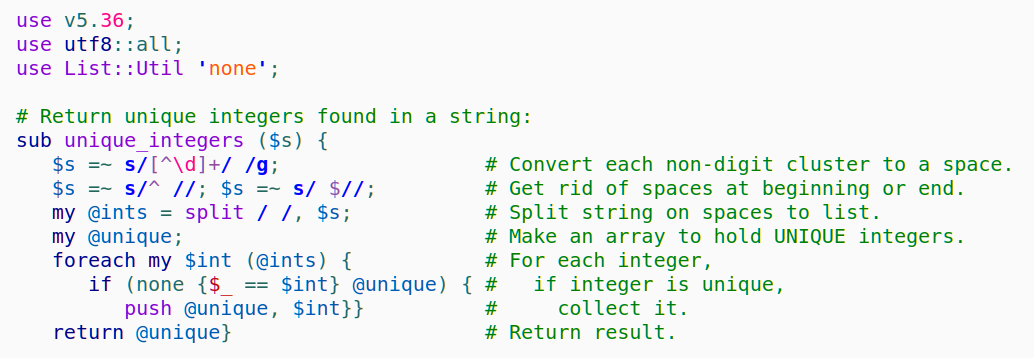 use v5.36;
use utf8::all;
use List::Util 'none';

# Return unique integers found in a string:
sub unique_integers ($s) {
   $s =~ s/[^\d]+/ /g;                 # Convert each non-digit cluster to a space.
   $s =~ s/^ //; $s =~ s/ $//;         # Get rid of spaces at beginning or end.
   my @ints = split / /, $s;           # Split string on spaces to list.
   my @unique;                         # Make an array to hold UNIQUE integers.
   foreach my $int (@ints) {           # For each integer,
      if (none {$_ == $int} @unique) { #   if integer is unique,
         push @unique, $int}}          #     collect it.
   return @unique}                     # Return result.